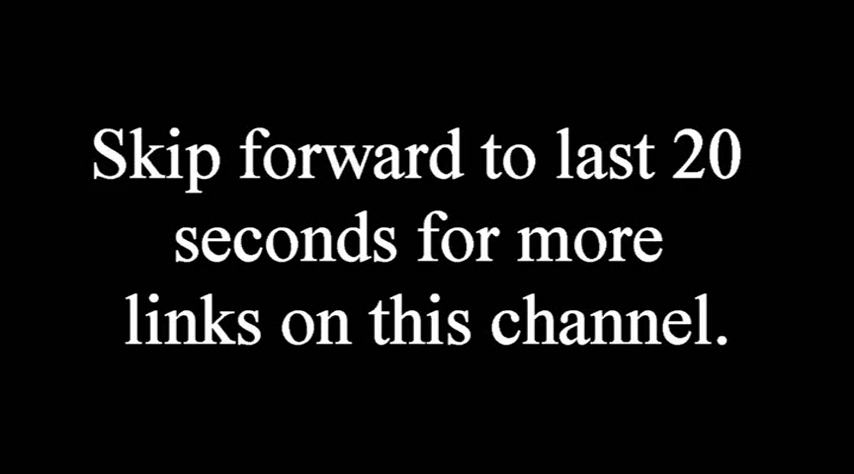 Skip forward to last 20
seconds for more
links on this channel.